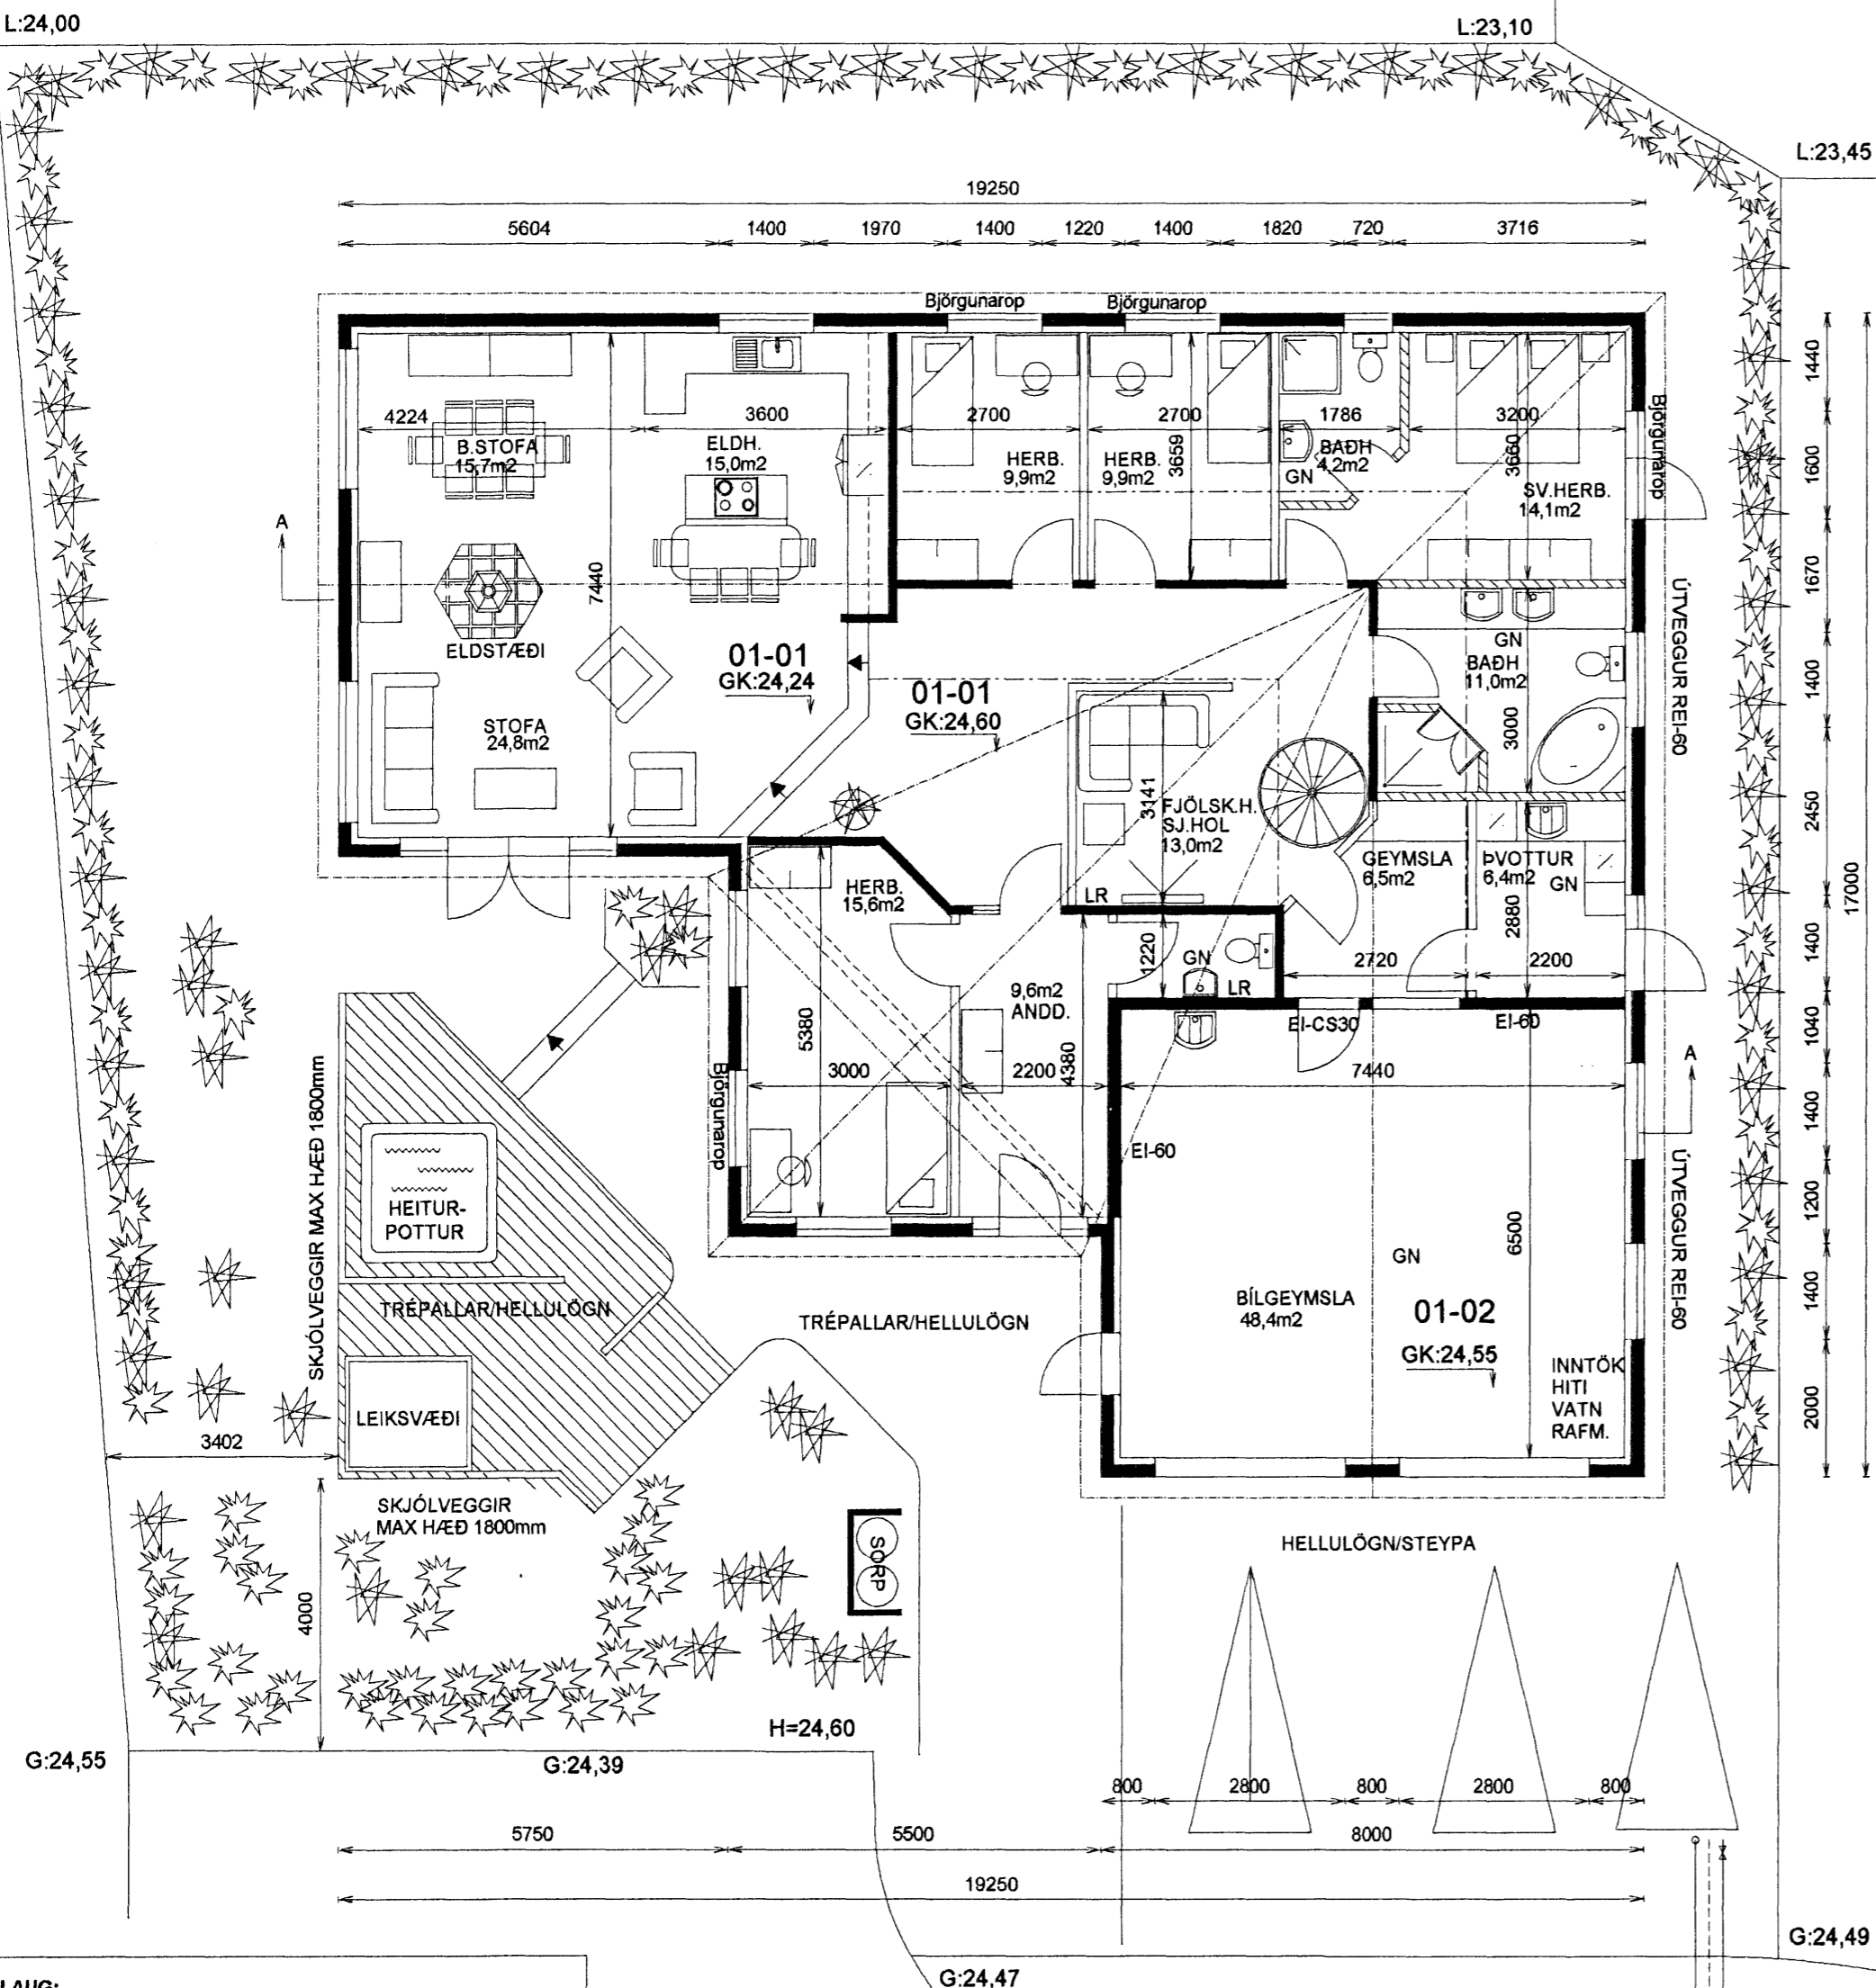 L:24,00
L:23,10
L:23,45
19250
5604
1400
1970
1400
1220
1400
1820
720
3716
Björgunarop
Björgunarop
4224
3600
2700
2700
1786
3200
B.STOFA
15,7m2
ELDH.
15,0m2
HERB.
9,9m2
HERB.
9,9m2
3659
BAÐH
4,2m2
GN
3660
SV.HERB.
14,1m2
Björgunarop
1440
1600
1670
1400
2450
1400
1040
1400
1200
1400
2000
17000
A
7440
ELDSTÆÐI
01-01
GK:24,24
01-01
GK:24,60
STOFA
24,8m2
GN
BAÐH
11,0m2
3000
ÚTVEGGUR REI-60
3141
FJÖLSK.H.
SJ.HOL
13,0m2
GEYMSLA
6,5m2
ÞVOTTUR
6,4m2
GN
2880
HERB.
15,6m2
LR
1220
GN
LR
2720
2200
9,6m2
ANDD.
5380
3000
2200
4380
EI-CS30
EI-60
7440
A
Björgunarop
EI-60
SKJÓLVEGGIR MAX HÆÐ 1800mm
HEITUR-
POTTUR
6500
GN
ÚTVEGGUR REI-60
TRÉPALLAR/HELLULÖGN
TRÉPALLAR/HELLULÖGN
BÍLGEYMSLA
48,4m2
01-02
GK:24,55
INNTÖK
HITI
VATN
RAFM.
LEIKSVÆÐI
3402
SKJÓLVEGGIR
MAX HÆÐ 1800mm
SORP
HELLULÖGN/STEYPA
4000
H=24,60
G:24,55
G:24,39
800
2800
800
2800
800
5750
5500
8000
19250
G:24,49
G:24,47